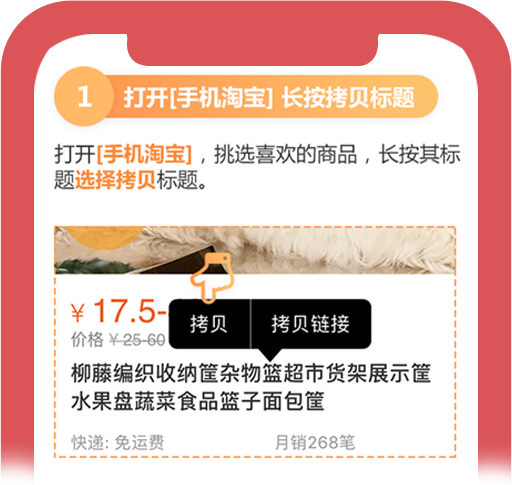 1 打开[手机淘宝] 长按拷贝标题
打开[手机淘宝]，挑选喜欢的商品，长按其标
题选择拷贝标题。
¥ 17.5-
拷贝 拷贝链接
价格 ¥ 25-60
柳藤编织收纳筐杂物篮超市货架展示筐
水果盘蔬菜食品篮子面包筐
快递: 免运费 月销268笔